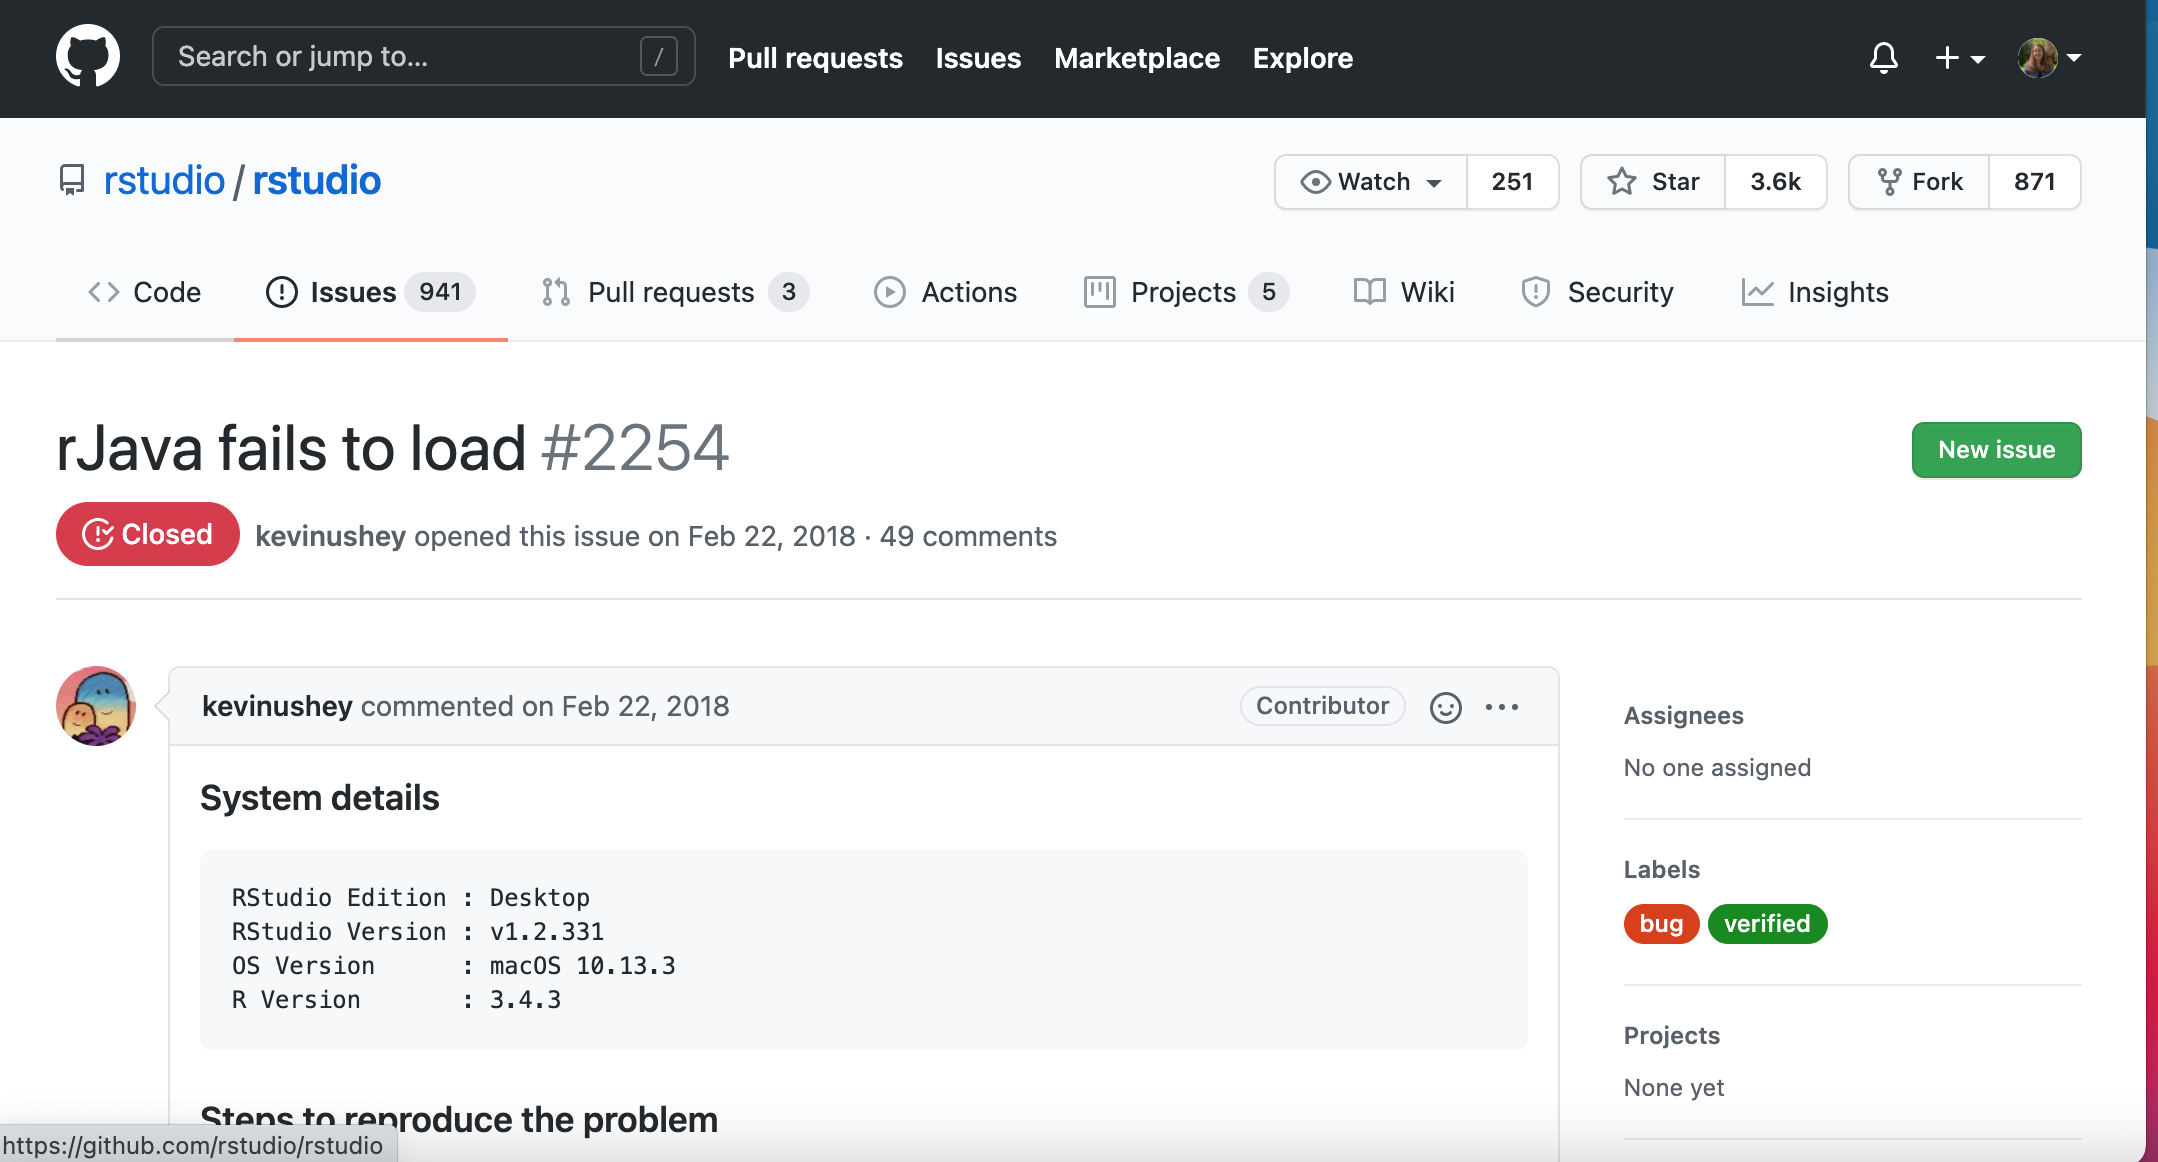 Search or jump to... /
Pull requests Issues Marketplace Explore
rstudio / rstudio
Watch 251
Star 3.6k
Fork 871
Code
Issues 941
Pull requests 3
Actions
Projects 5
Wiki
Security
Insights
rJava fails to load #2254
New issue
Closed
kevinushey opened this issue on Feb 22, 2018 · 49 comments
kevinushey commented on Feb 22, 2018
Contributor
System details
RStudio Edition : Desktop
RStudio Version : v1.2.331
OS Version      : macOS 10.13.3
R Version       : 3.4.3
Steps to reproduce the problem
Assignees
No one assigned
Labels
bug verified
Projects
None yet
https://github.com/rstudio/rstudio